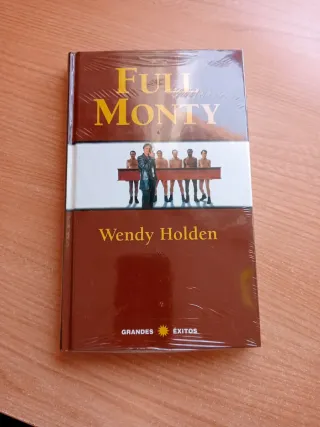 FULL
MONTY
Wendy Holden
GRANDES ÉXITOS